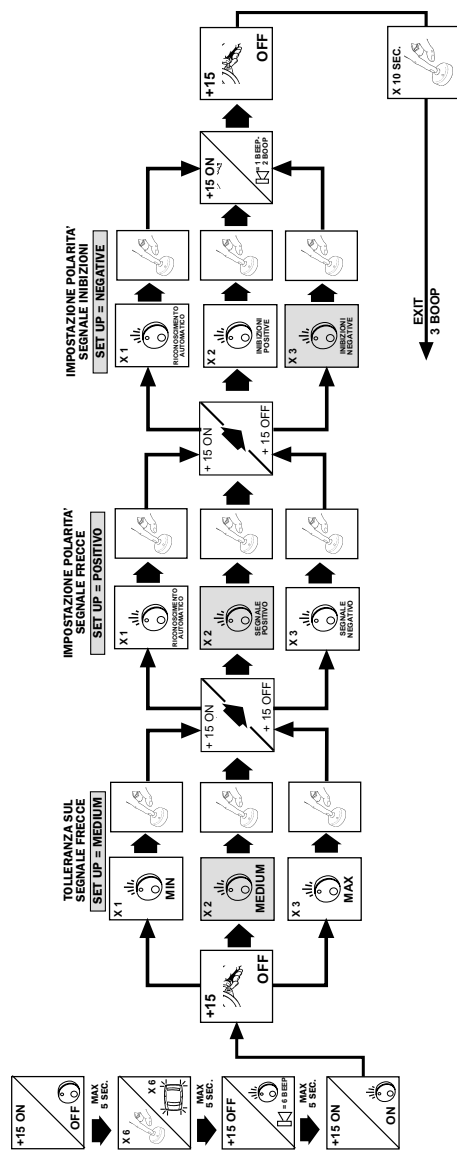 +15 ON
OFF
MAX
5 SEC.
X 6
X 6
MAX
5 SEC.
+15 OFF
= 6 BEEP
MAX
5 SEC.
+15 ON
ON
+15
OFF
TOLLERANZA SUL
SEGNALE FRECCE
SET UP = MEDIUM
X 1
MIN
X 2
MEDIUM
X 3
MAX
+ 15 ON
+ 15 OFF
IMPOSTAZIONE POLARITA'
SEGNALE FRECCE
SET UP = POSITIVO
X 1
RICONOSCIMENTO
AUTOMATICO
X 2
SEGNALE
POSITIVO
X 3
SEGNALE
NEGATIVO
+ 15 ON
+ 15 OFF
IMPOSTAZIONE POLARITA'
SEGNALE INIBIZIONI
SET UP = NEGATIVE
X 1
RICONOSCIMENTO
AUTOMATICO
X 2
INIBIZIONI
POSITIVE
X 3
INIBIZIONI
NEGATIVE
+15 ON
= 1 BEEP-
2 BOOP
+15
OFF
X 10 SEC.
EXIT
3 BOOP